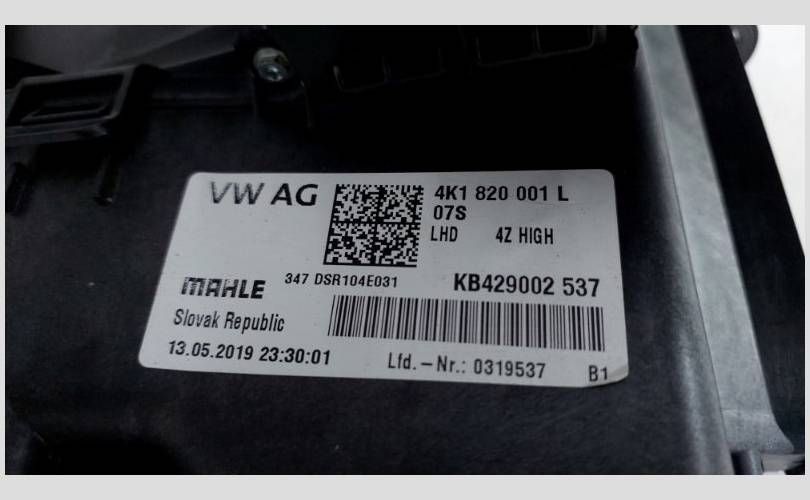 VW AG
4K1 820 001 L
07S
LHD 4Z HIGH
347 DSR104E031
KB429002 537
MAHLE
Slovak Republic
13.05.2019 23:30:01
Lfd.-Nr.: 0319537
B1